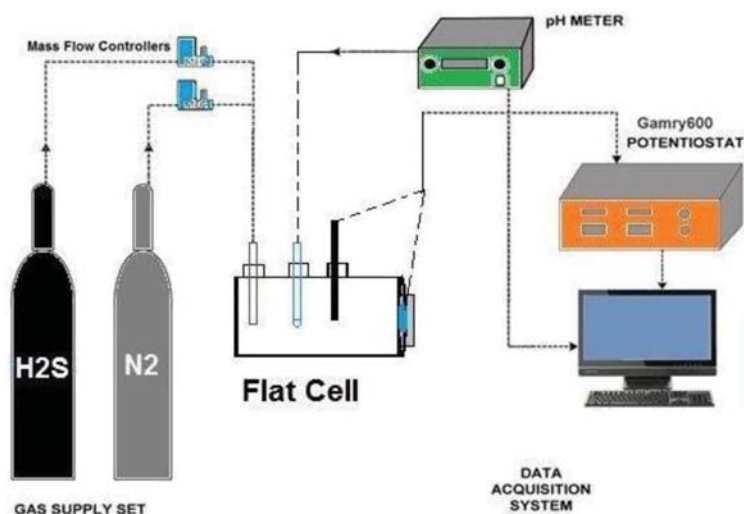 Mass Flow Controllers
pH METER
Gamry600
POTENTIOSTAT
H2S
N2
Flat Cell
GAS SUPPLY SET
DATA
ACQUISITION
SYSTEM